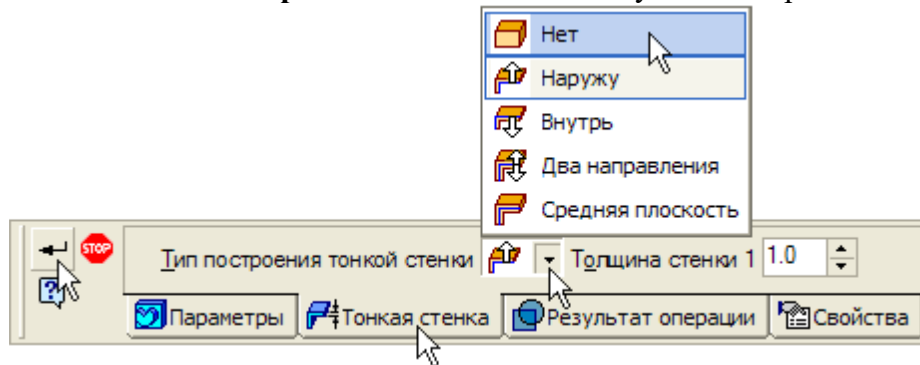 Нет
Наружу
Внутрь
Два направления
Средняя плоскость
STOP
Тип построения тонкой стенки
Толщина стенки 1 1.0
Параметры Тонкая стенка Результат операции Свойства